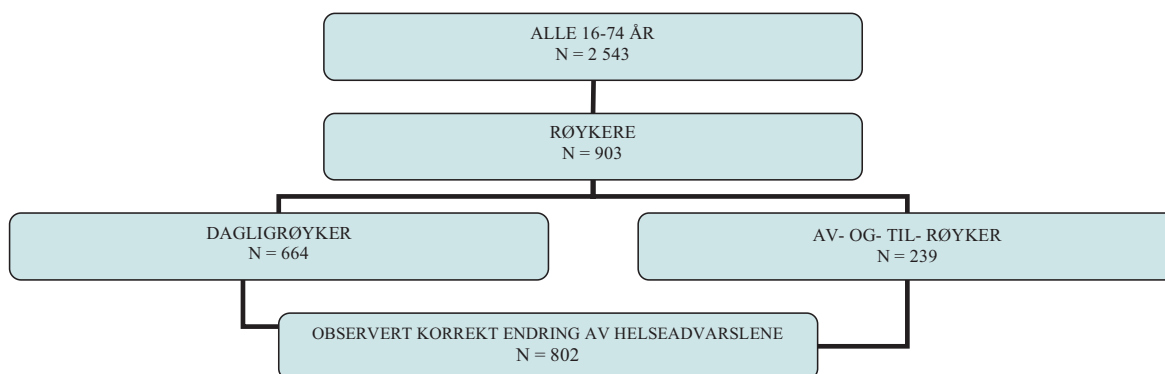 ALLE 16-74 ÅR
N = 2 543
RØYKERE
N = 903
DAGLIGRØYKER
N = 664
AV- OG- TIL- RØYKER
N = 239
OBSERVERT KORREKT ENDRING AV HELSEADVARSLENE
N = 802